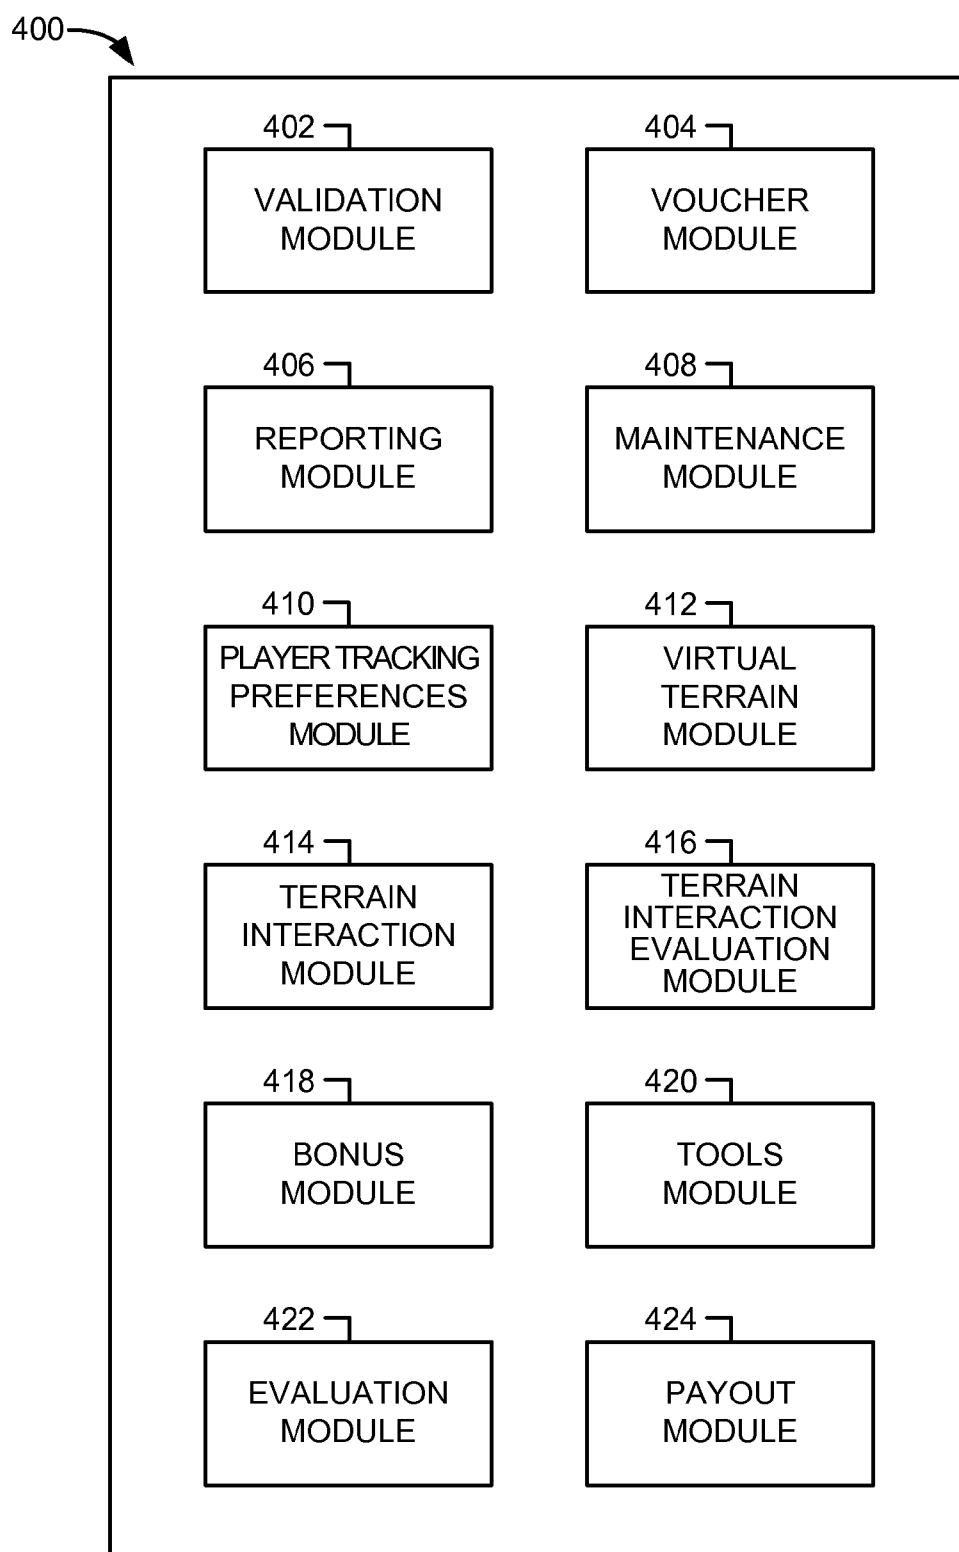 400
402
VALIDATION
MODULE
404
VOUCHER
MODULE
406
REPORTING
MODULE
408
MAINTENANCE
MODULE
410
PLAYER TRACKING
PREFERENCES
MODULE
412
VIRTUAL
TERRAIN
MODULE
414
TERRAIN
INTERACTION
MODULE
416
TERRAIN
INTERACTION
EVALUATION
MODULE
418
BONUS
MODULE
420
TOOLS
MODULE
422
EVALUATION
MODULE
424
PAYOUT
MODULE